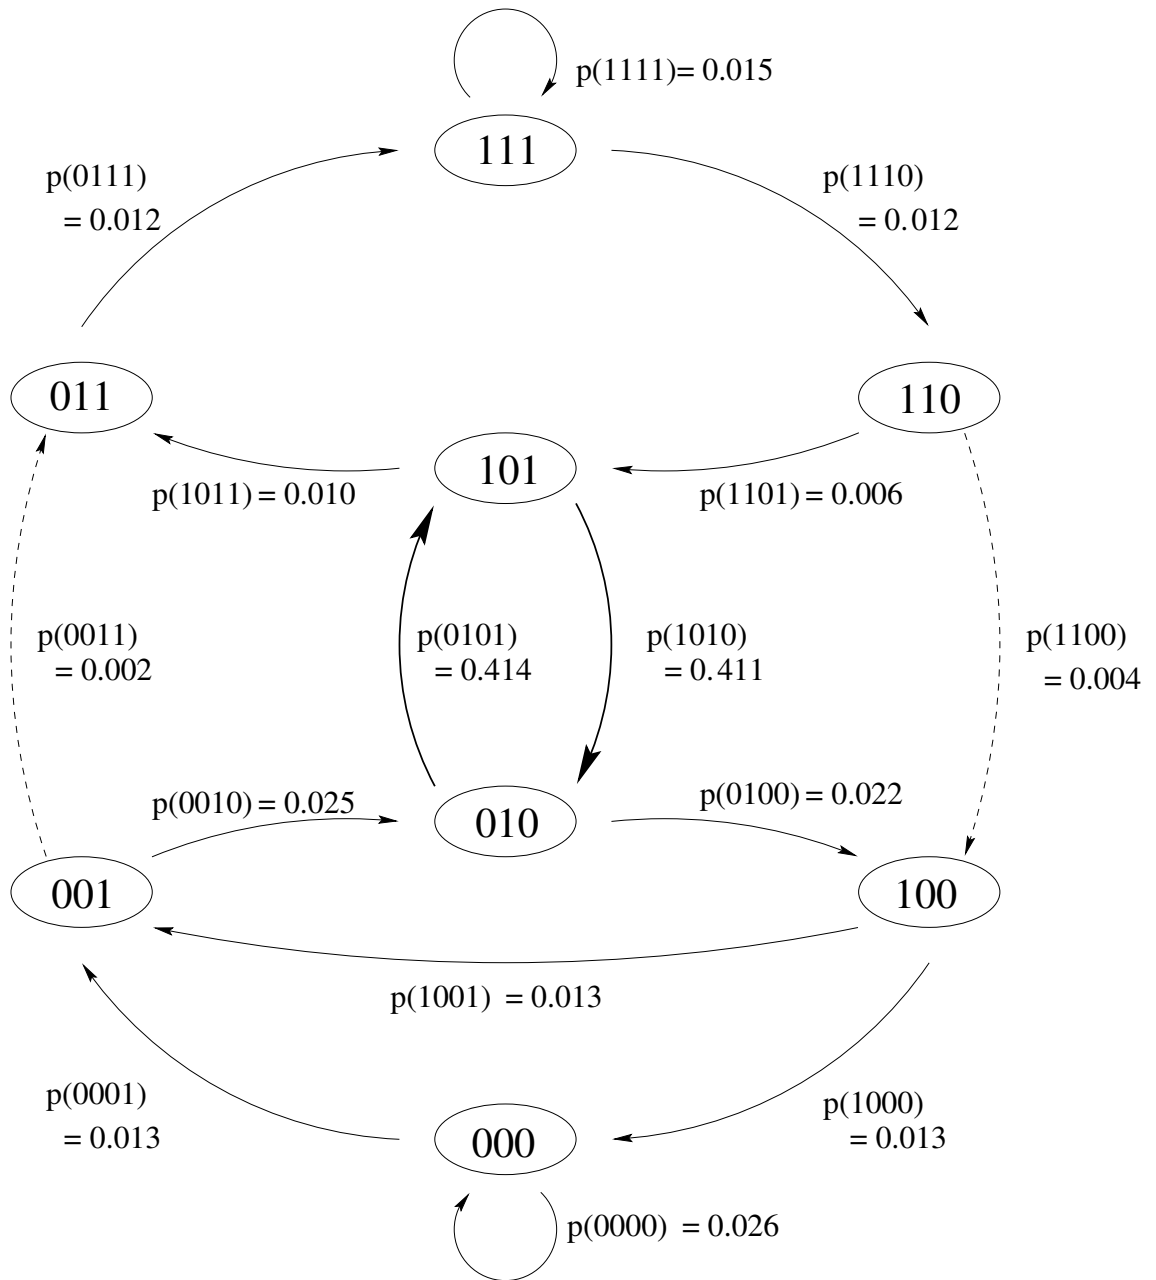 p(1111)= 0.015
111
p(0111)
= 0.012
p(1110)
= 0.012
011
110
101
p(1011) = 0.010
p(1101) = 0.006
p(0011)
= 0.002
p(0101)
= 0.414
p(1010)
= 0.411
p(1100)
= 0.004
p(0010) = 0.025
p(0100) = 0.022
010
001
100
p(1001) = 0.013
p(0001)
= 0.013
p(1000)
= 0.013
000
p(0000) = 0.026